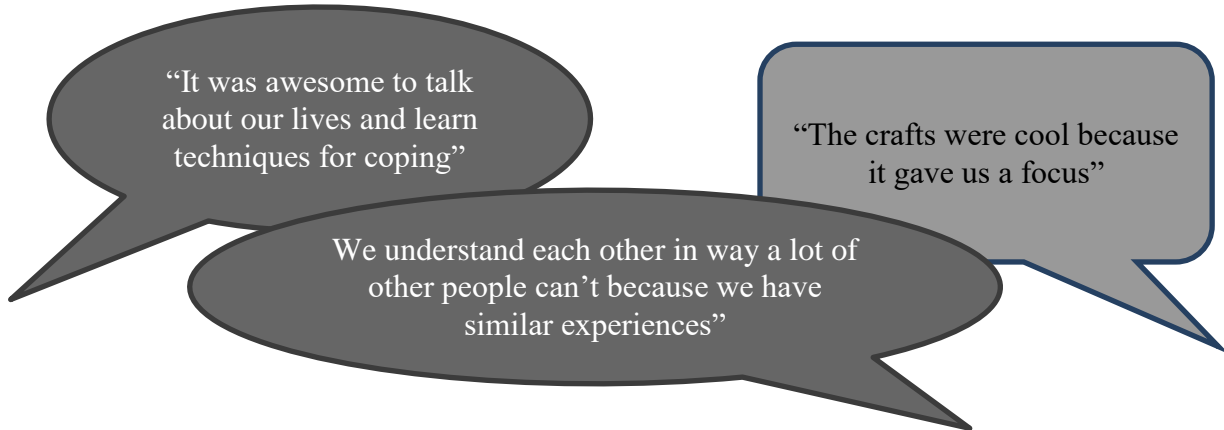 “It was awesome to talk
about our lives and learn
techniques for coping”
“The crafts were cool because
it gave us a focus”
We understand each other in way a lot of
other people can’t because we have
similar experiences”